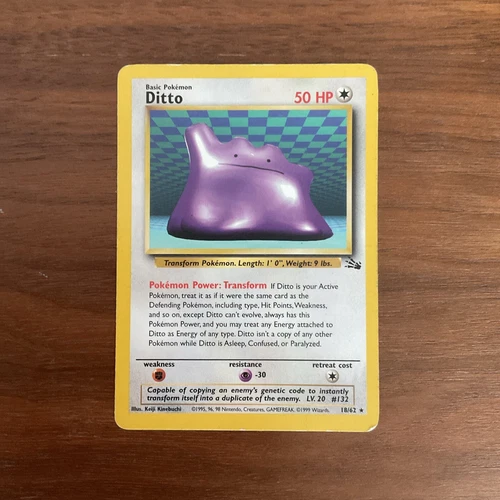 Basic Pokémon
Ditto 50 HP
Transform Pokémon. Length: 1' 0", Weight: 9 lbs.
Pokémon Power: Transform If Ditto is your Active
Pokémon, treat it as if it were the same card as the
Defending Pokémon, including type, Hit Points, Weakness,
and so on, except Ditto can't evolve, always has this
Pokémon Power, and you may treat any Energy attached to
Ditto as Energy of any type. Ditto isn't a copy of any other
Pokémon while Ditto is Asleep, Confused, or Paralyzed.
weakness resistance retreat cost
-30
Capable of copying an enemy's genetic code to instantly
transform itself into a duplicate of the enemy. LV. 20 #132
Illus. Keiji Kinebuchi ©1995, 96, 98 Nintendo, Creatures, GAMEFREAK. ©1999 Wizards. 18/62 ★